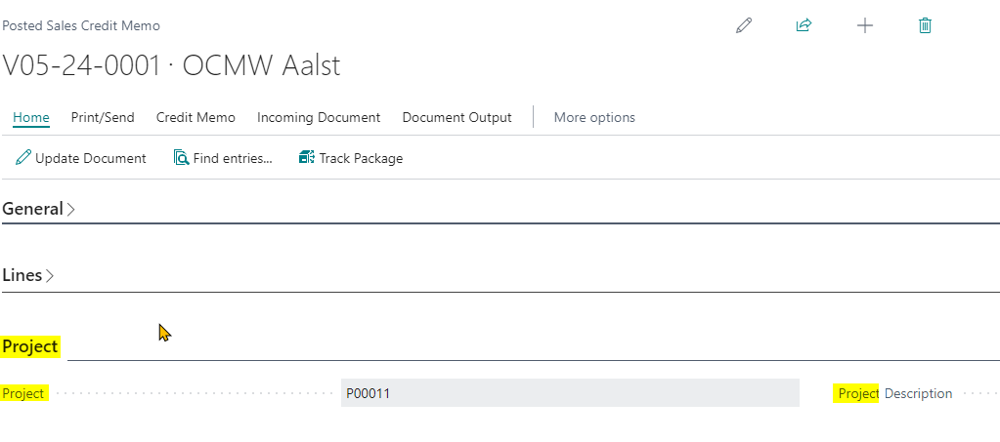 Posted Sales Credit Memo
V05-24-0001 · OCMW Aalst
Home Print/Send Credit Memo Incoming Document Document Output More options
Update Document Find entries... Track Package
General
Lines
Project
Project P00011 Project Description